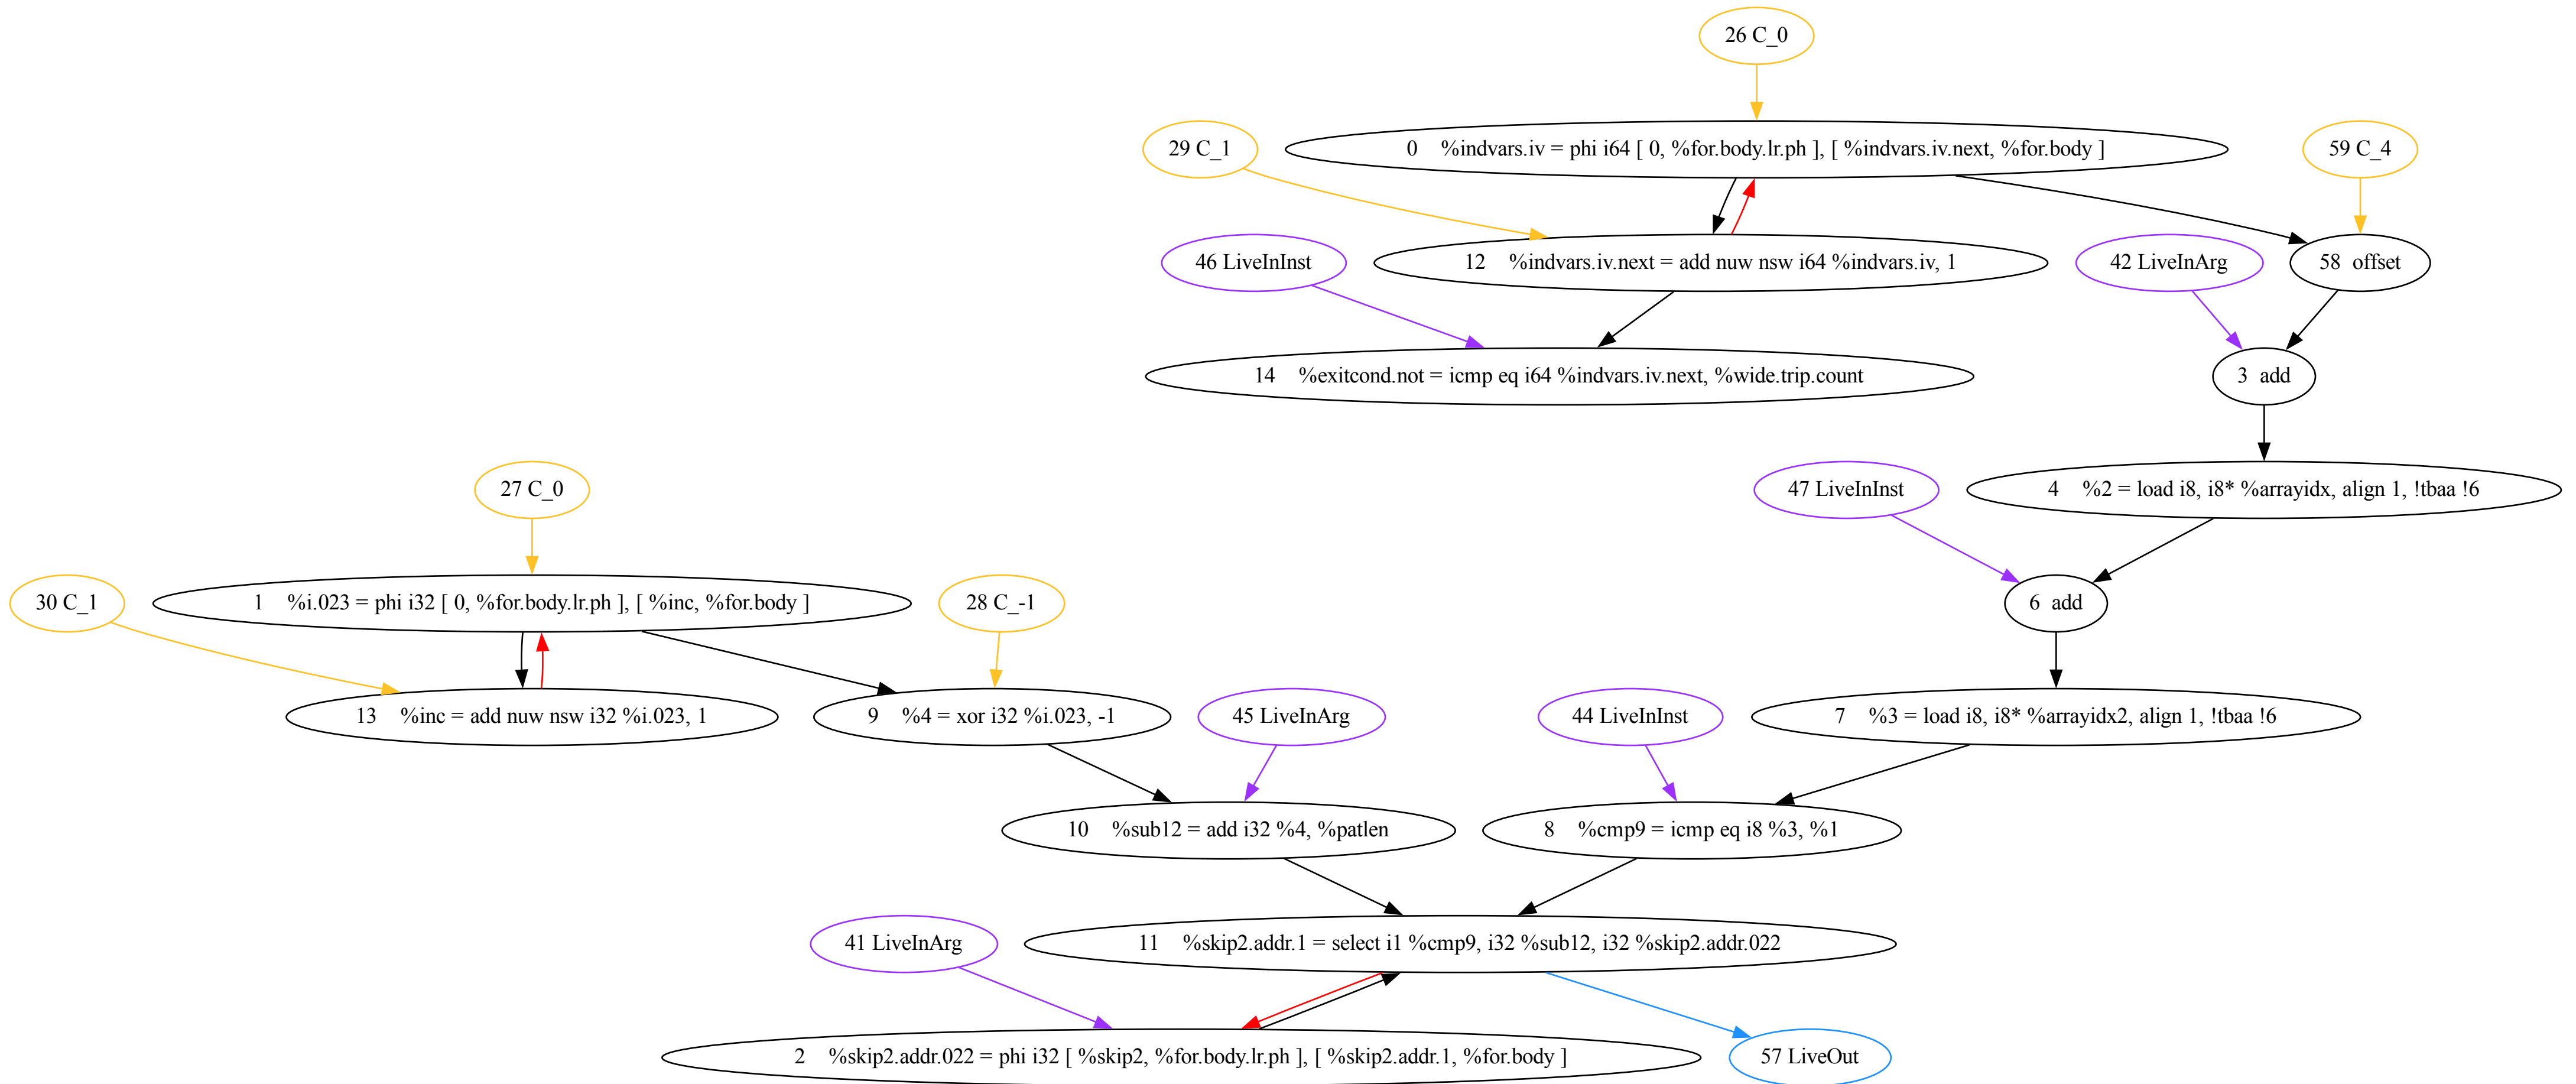 26 C_0
29 C_1
0 %indvars.iv = phi i64 [ 0, %for.body.lr.ph ], [ %indvars.iv.next, %for.body ]
59 C_4
46 LiveInInst
12 %indvars.iv.next = add nuw nsw i64 %indvars.iv, 1
42 LiveInArg
58 offset
14 %exitcond.not = icmp eq i64 %indvars.iv.next, %wide.trip.count
3 add
27 C_0
47 LiveInInst
4 %2 = load i8, i8* %arrayidx, align 1, !tbaa !6
30 C_1
1 %i.023 = phi i32 [ 0, %for.body.lr.ph ], [ %inc, %for.body ]
28 C_-1
6 add
13 %inc = add nuw nsw i32 %i.023, 1
9 %4 = xor i32 %i.023, -1
45 LiveInArg
44 LiveInInst
7 %3 = load i8, i8* %arrayidx2, align 1, !tbaa !6
10 %sub12 = add i32 %4, %patlen
8 %cmp9 = icmp eq i8 %3, %1
41 LiveInArg
11 %skip2.addr.1 = select i1 %cmp9, i32 %sub12, i32 %skip2.addr.022
2 %skip2.addr.022 = phi i32 [ %skip2, %for.body.lr.ph ], [ %skip2.addr.1, %for.body ]
57 LiveOut